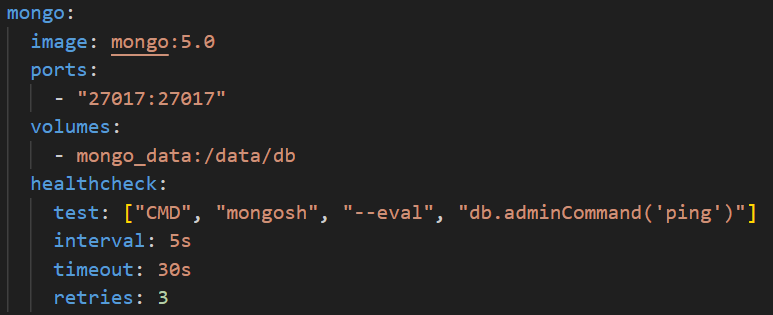 mongo:
  image: mongo:5.0
  ports:
    - "27017:27017"
  volumes:
    - mongo_data:/data/db
  healthcheck:
    test: ["CMD", "mongosh", "--eval", "db.adminCommand('ping')"]
    interval: 5s
    timeout: 30s
    retries: 3